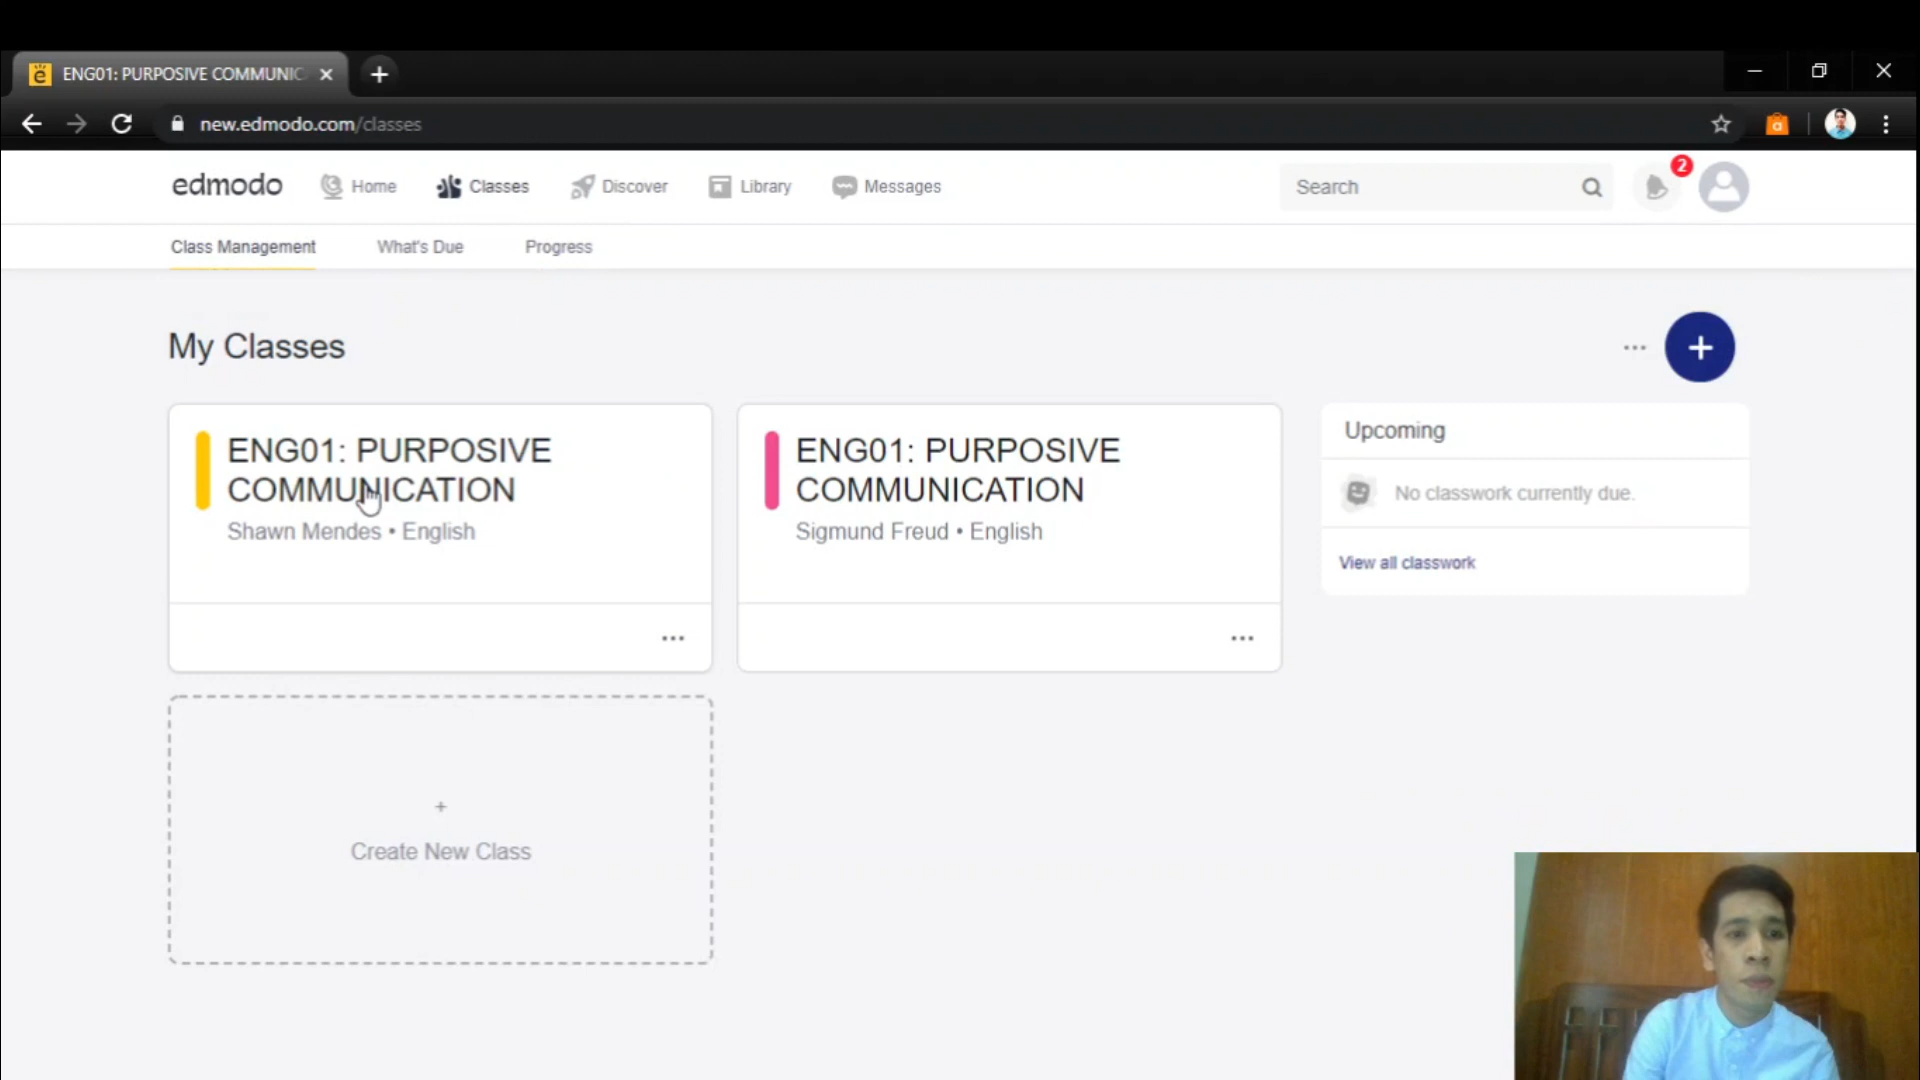 ENG01: PURPOSIVE COMMUNIC
new.edmodo.com/classes
edmodo
Home
Classes
Discover
Library
Messages
Search
2
Class Management
What's Due
Progress
My Classes
ENG01: PURPOSIVE
COMMUNICATION
Shawn Mendes • English
ENG01: PURPOSIVE
COMMUNICATION
Sigmund Freud • English
Upcoming
No classwork currently due.
View all classwork
+
Create New Class